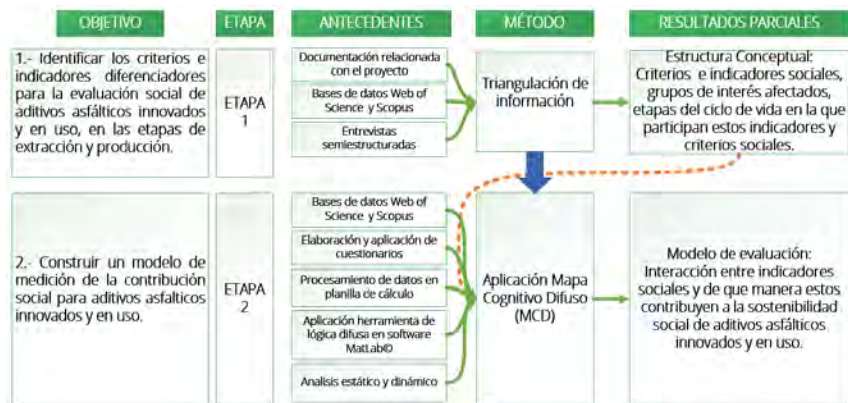 OBJETIVO
ETAPA
ANTECEDENTES
MÉTODO
RESULTADOS PARCIALES
1.- Identificar los criterios e
indicadores diferenciadores
para la evaluación social de
aditivos asfálticos innovados
y en uso, en las etapas de
extracción y producción.
ETAPA
1
Documentación relacionada
con el proyecto
Bases de datos Web of
Science y Scopus
Entrevistas
semiestructuradas
Triangulación de
información
Estructura Conceptual:
Criterios e indicadores sociales,
grupos de interés afectados,
etapas del ciclo de vida en la que
participan estos indicadores y
criterios sociales.
2.- Construir un modelo de
medición de la contribución
social para aditivos asfalticos
innovados y en uso.
ETAPA
2
Bases de datos Web of
Science y Scopus
Elaboración y aplicación de
cuestionarios
Procesamiento de datos en
planilla de cálculo
Aplicación herramienta de
lógica difusa en software
MatLab©
Analisis estático y dinámico
Aplicación Mapa
Cognitivo Difuso
(MCD)
Modelo de evaluación:
Interacción entre indicadores
sociales y de que manera estos
contribuyen a la sostenibilidad
social de aditivos asfálticos
innovados y en uso.